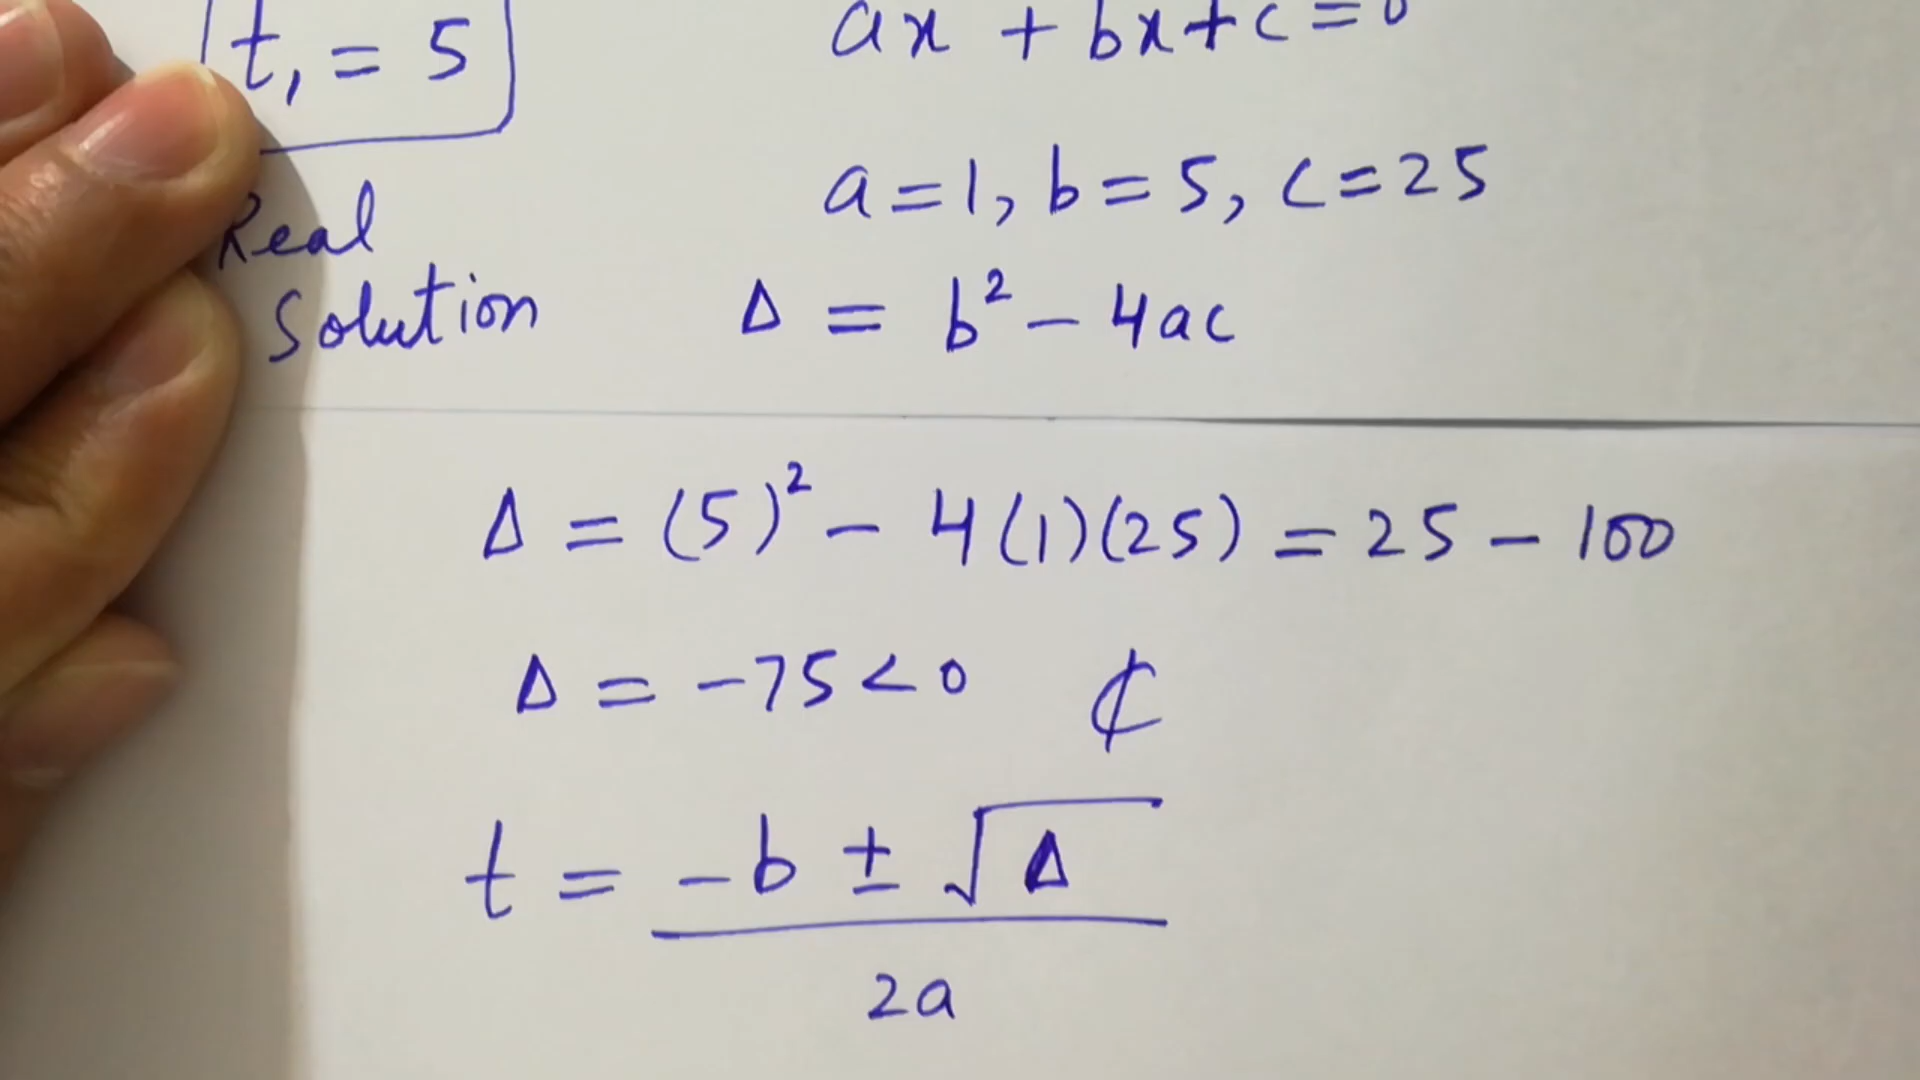 t₁ = 5
ax + bx + c = 0
a = 1, b = 5, c = 25
Real
Solution
Δ = b² - 4ac
Δ = (5)² - 4(1)(25) = 25 - 100
Δ = -75 < 0 ₵
t = -b ± √Δ
2a